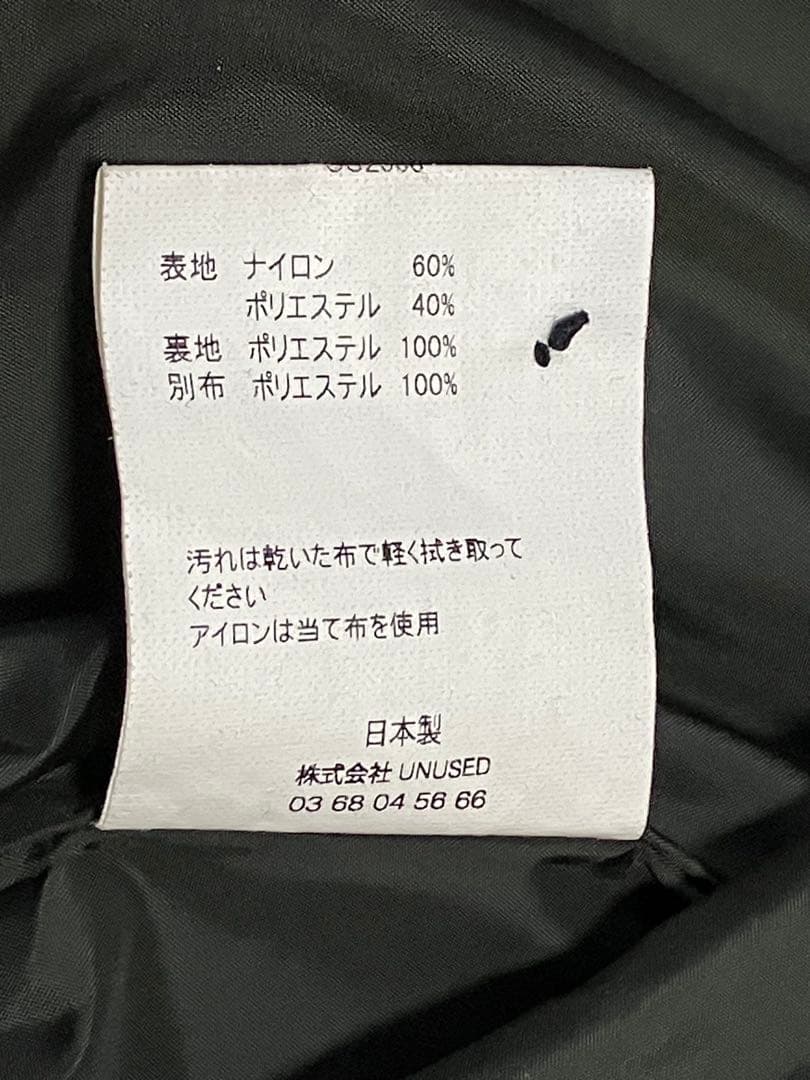 表地 ナイロン 60%
ポリエステル 40%
裏地 ポリエステル 100%
別布 ポリエステル 100%
汚れは乾いた布で軽く拭き取って
ください
アイロンは当て布を使用
日本製
株式会社 UNUSED
03 68 04 56 66